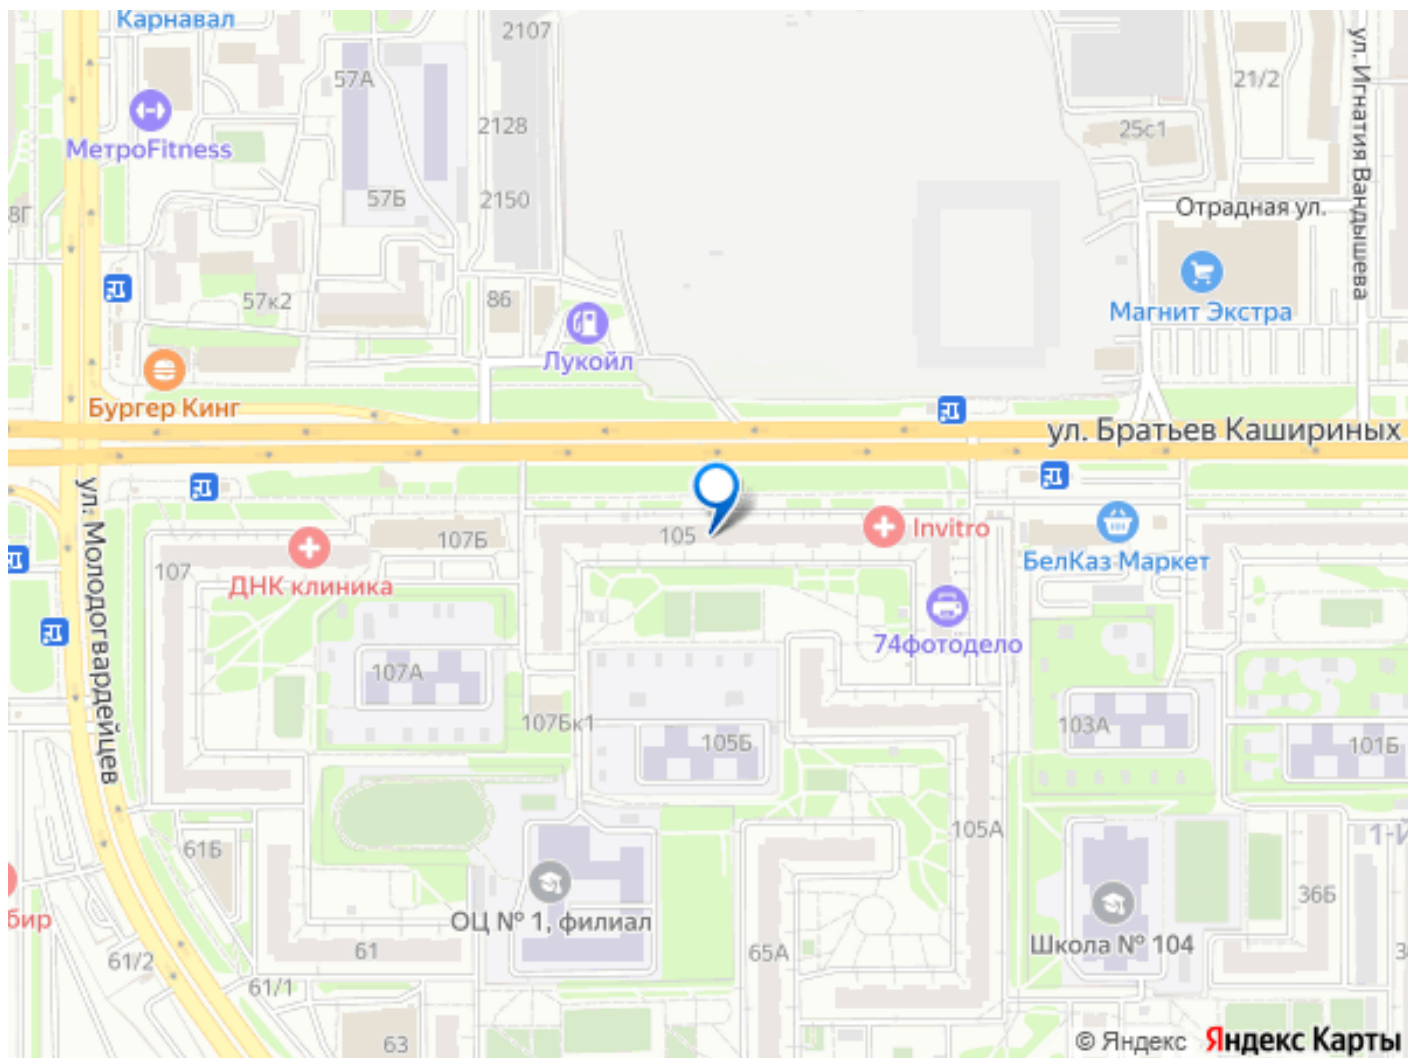 Карнавал
2107
57А
21/2
ул. Игнатия Вандышева
2128
25с1
МетроFitness
57Б
2150
Отрадная ул.
8Г
57к2
86
Магнит Экстра
Лукойл
Бургер Кинг
ул. Братьев Кашириных
ул. Молодогвардейцев
105
Invitro
107Б
107
ДНК клиника
БелКаз Маркет
74фотодело
107А
107Бк1
105Б
103А
101Б
105А
1-Й
61Б
36Б
бир
ОЦ № 1, филиал
Школа № 104
61
65А
61/2
61/1
63
3
© Яндекс Яндекс Карты